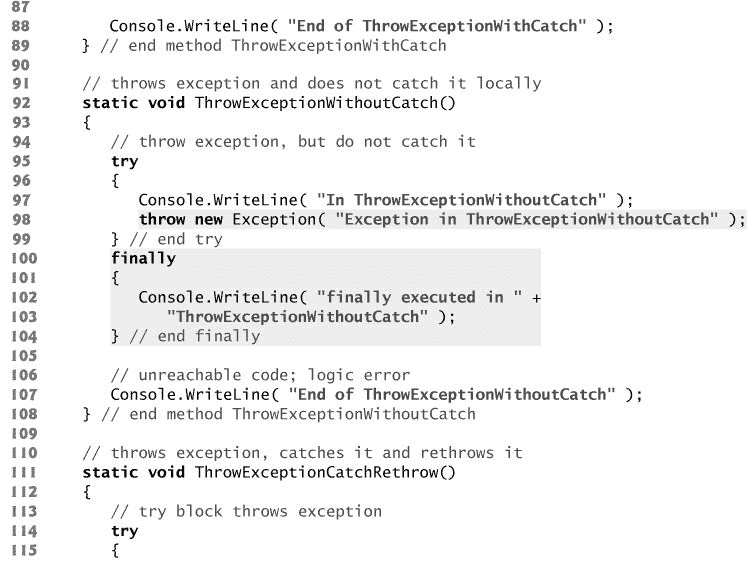 87
88 Console.WriteLine( "End of ThrowExceptionWithCatch" );
89 } // end method ThrowExceptionWithCatch
90
91 // throws exception and does not catch it locally
92 static void ThrowExceptionWithoutCatch()
93 {
94 // throw exception, but do not catch it
95 try
96 {
97 Console.WriteLine( "In ThrowExceptionWithoutCatch" );
98 throw new Exception( "Exception in ThrowExceptionWithoutCatch" );
99 } // end try
100 finally
101 {
102 Console.WriteLine( "finally executed in " +
103 "ThrowExceptionWithoutCatch" );
104 } // end finally
105
106 // unreachable code; logic error
107 Console.WriteLine( "End of ThrowExceptionWithoutCatch" );
108 } // end method ThrowExceptionWithoutCatch
109
110 // throws exception, catches it and rethrows it
111 static void ThrowExceptionCatchRethrow()
112 {
113 // try block throws exception
114 try
115 {